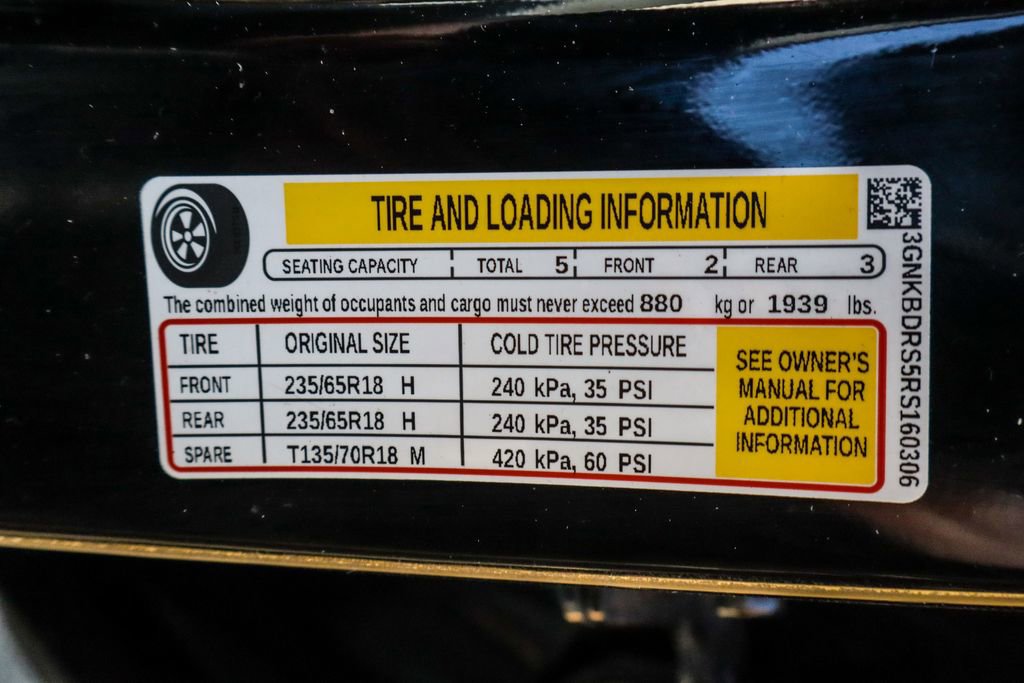 TIRE AND LOADING INFORMATION
SEATING CAPACITY TOTAL 5 FRONT 2 REAR 3
The combined weight of occupants and cargo must never exceed 880 kg or 1939 lbs.
TIRE ORIGINAL SIZE COLD TIRE PRESSURE
FRONT 235/65R18 H 240 kPa, 35 PSI
REAR 235/65R18 H 240 kPa, 35 PSI
SPARE T135/70R18 M 420 kPa, 60 PSI
SEE OWNER'S
MANUAL FOR
ADDITIONAL
INFORMATION
3GNKBDRS5RS160306